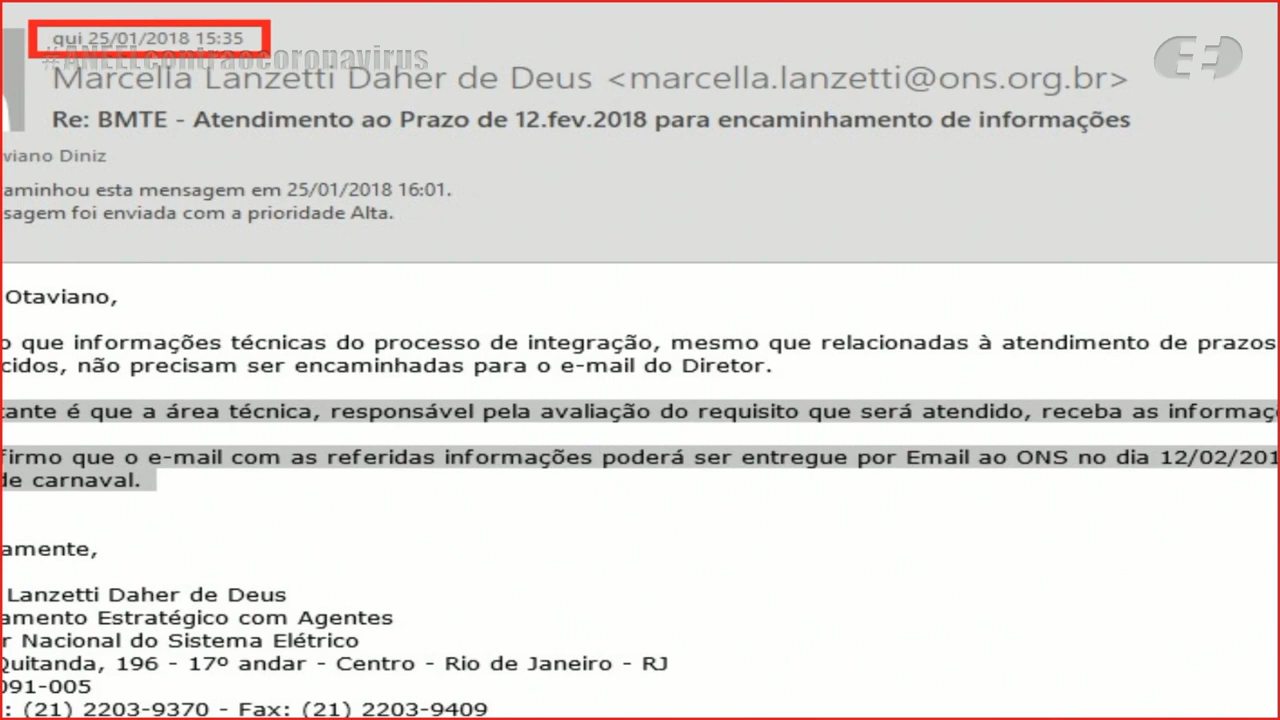 qui 25/01/2018 15:35
#ANEELcontraocoronavirus
Marcella Lanzetti Daher de Deus <marcella.lanzetti@ons.org.br>
Re: BMTE - Atendimento ao Prazo de 12.fev.2018 para encaminhamento de informações
viano Diniz
aminhou esta mensagem em 25/01/2018 16:01.
sagem foi enviada com a prioridade Alta.
Otaviano,
o que informações técnicas do processo de integração, mesmo que relacionadas à atendimento de prazos
cidos, não precisam ser encaminhadas para o e-mail do Diretor.
tante é que a área técnica, responsável pela avaliação do requisito que será atendido, receba as informaç
firmo que o e-mail com as referidas informações poderá ser entregue por Email ao ONS no dia 12/02/201
de carnaval.
amente,
Lanzetti Daher de Deus
amento Estratégico com Agentes
r Nacional do Sistema Elétrico
Quitanda, 196 - 17º andar - Centro - Rio de Janeiro - RJ
091-005
: (21) 2203-9370 - Fax: (21) 2203-9409